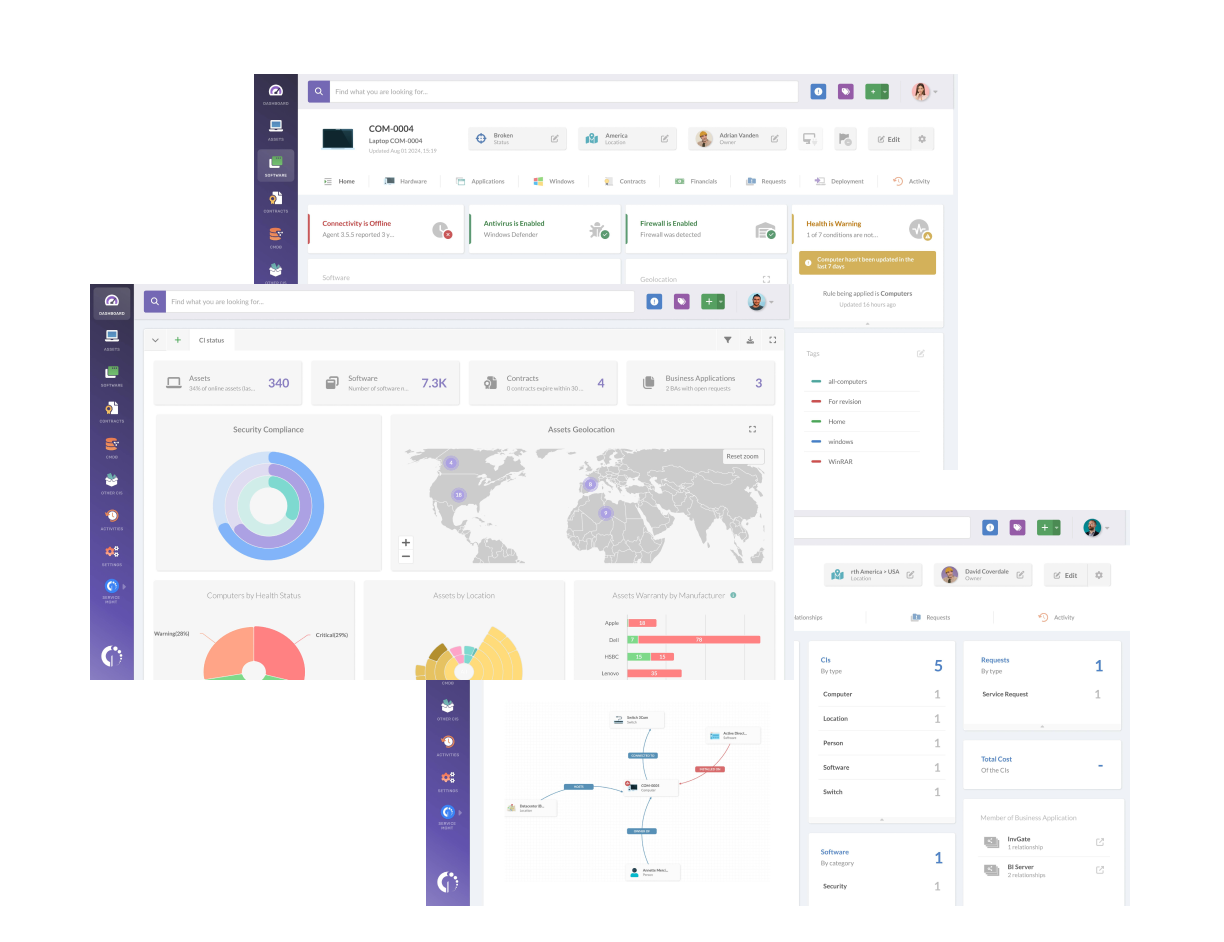 DASHBOARD
ASSETS
SOFTWARE
CONTRACTS
CMDB
OTHER CIS
Find what you are looking for...
COM-0004
Laptop COM-0004
Updated Aug 01 2024, 15:19
Broken
Status
America
Location
Adrian Vanden
Owner
Edit
Home
Hardware
Applications
Windows
Contracts
Financials
Requests
Deployment
Activity
Connectivity is Offline
Agent 3.5.5 reported 3 y...
Antivirus is Enabled
Windows Defender
Firewall is Enabled
Firewall was detected
Health is Warning
1 of 7 conditions are not...
Computer hasn't been updated in the
last 7 days
Rule being applied is Computers
Updated 16 hours ago
Software
Geolocation
Tags
all-computers
For revision
Home
windows
WinRAR
DASHBOARD
ASSETS
SOFTWARE
CONTRACTS
CMDB
OTHER CIS
ACTIVITIES
SETTINGS
SERVICE
MGMT
Find what you are looking for...
CI status
Assets
34% of online assets (las...
340
Software
Number of software n...
7.3K
Contracts
0 contracts expire within 30 ...
4
Business Applications
2 BAs with open requests
3
Security Compliance
Assets Geolocation
Reset zoom
4
18
8
9
+
−
Computers by Health Status
Warning(28%)
Critical(29%)
Assets by Location
Assets Warranty by Manufacturer
Apple
18
Dell
7
78
HSBC
15
15
Lenovo
35
rth America > USA
Location
David Coverdale
Owner
Edit
lationships
Requests
Activity
CIs
By type
5
Computer 1
Location 1
Person 1
Software 1
Switch 1
Requests
By type
1
Service Request 1
Total Cost
Of the CIs
-
Member of Business Application
InvGate
1 relationship
BI Server
2 relationships
Software
By category
1
Security 1
CMDB
OTHER CIS
ACTIVITIES
SETTINGS
SERVICE
MGMT
Switch
Active Direct...
Software
CONNECTED TO
INSTALLED ON
COM-0003
Computer
Location
OWNER OF
Person